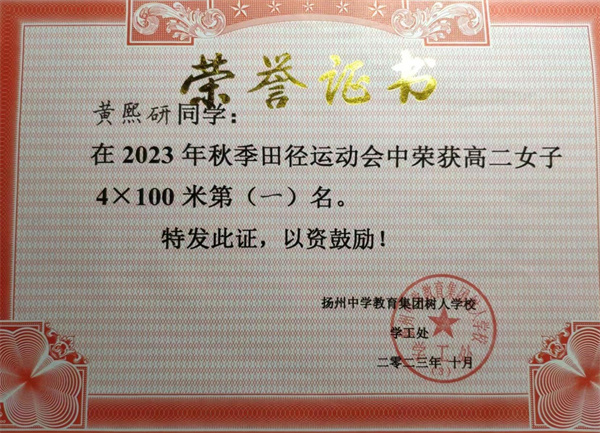 荣誉证书
黄熙研同学：
在2023年秋季田径运动会中荣获高二女子
4×100米第（一）名。
特发此证，以资鼓励！
扬州中学教育集团树人学校
学工处
二零二三年 十月